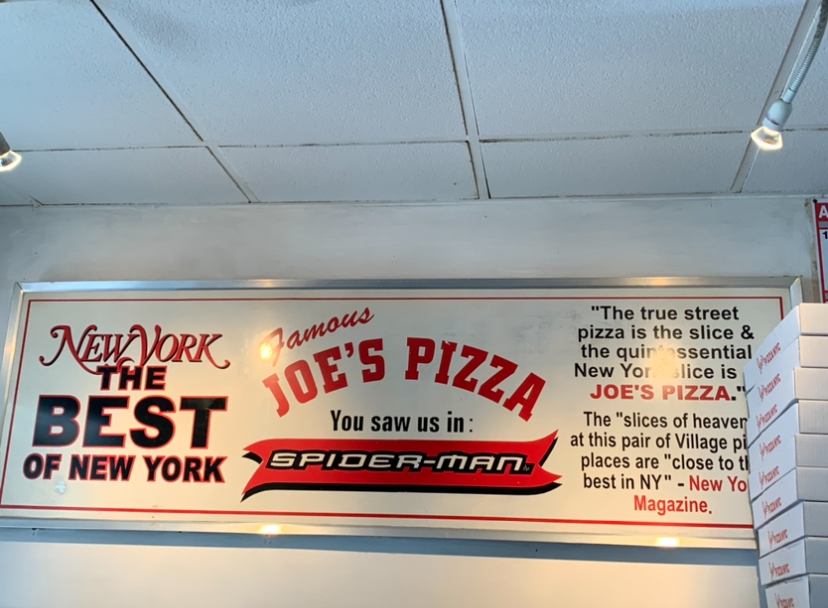 NEW YORK
THE
BEST
OF NEW YORK
Famous
JOE'S PIZZA
You saw us in:
SPIDER-MAN
"The true street
pizza is the slice &
the quintessential
New York slice is
JOE'S PIZZA."
The "slices of heaven
at this pair of Village
places are "close to
best in NY" - New
Magazine.